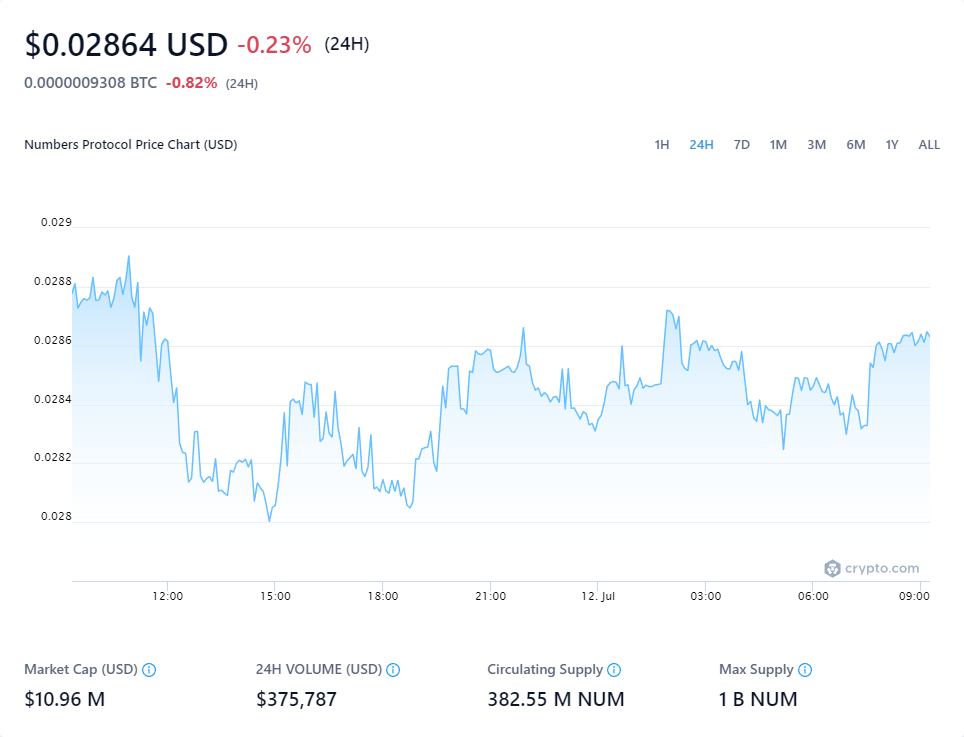 $0.02864 USD -0.23% (24H)
0.0000009308 BTC -0.82% (24H)
Numbers Protocol Price Chart (USD) 1H 24H 7D 1M 3M 6M 1Y ALL
0.029
0.0288
0.0286
0.0284
0.0282
0.028
crypto.com
12:00 15:00 18:00 21:00 12. Jul 03:00 06:00 09:00
Market Cap (USD) 24H VOLUME (USD) Circulating Supply Max Supply
$10.96 M $375,787 382.55 M NUM 1 B NUM